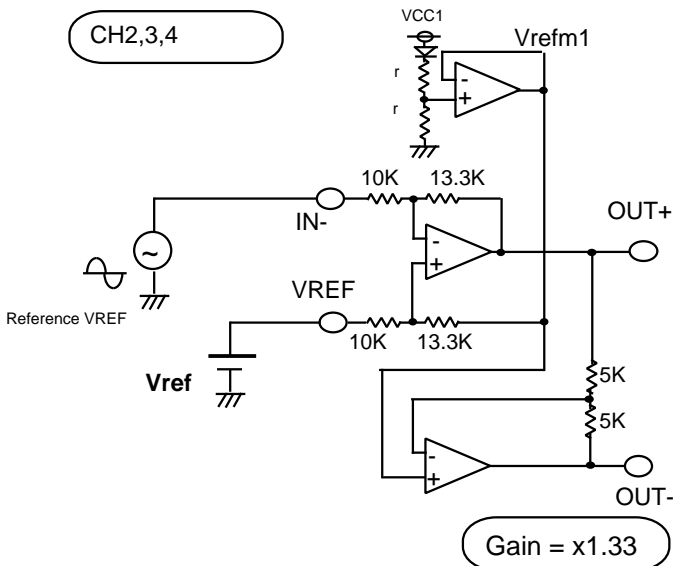 CH2,3,4
VCC1
Vrefm1
r
-
+
r
10K
13.3K
IN-
OUT+
-
+
~
VREF
Reference VREF
10K
13.3K
Vref
5K
5K
-
+
OUT-
Gain = x1.33